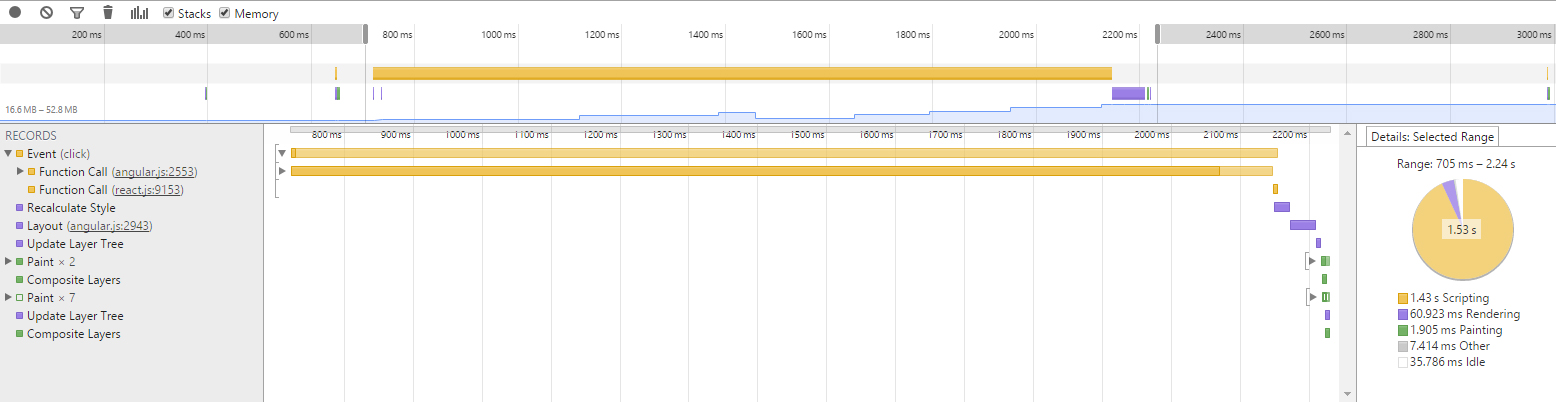 Stacks Memory
200 ms 400 ms 600 ms 800 ms 1000 ms 1200 ms 1400 ms 1600 ms 1800 ms 2000 ms 2200 ms 2400 ms 2600 ms 2800 ms 3000 ms
16.6 MB – 52.8 MB
RECORDS
800 ms 900 ms 1000 ms 1100 ms 1200 ms 1300 ms 1400 ms 1500 ms 1600 ms 1700 ms 1800 ms 1900 ms 2000 ms 2100 ms 2200 ms
Event (click)
Function Call (angular.js:2553)
Function Call (react.js:9153)
Recalculate Style
Layout (angular.js:2943)
Update Layer Tree
Paint × 2
Composite Layers
Paint × 7
Update Layer Tree
Composite Layers
Details: Selected Range
Range: 705 ms – 2.24 s
1.53 s
1.43 s Scripting
60.923 ms Rendering
1.905 ms Painting
7.414 ms Other
35.786 ms Idle